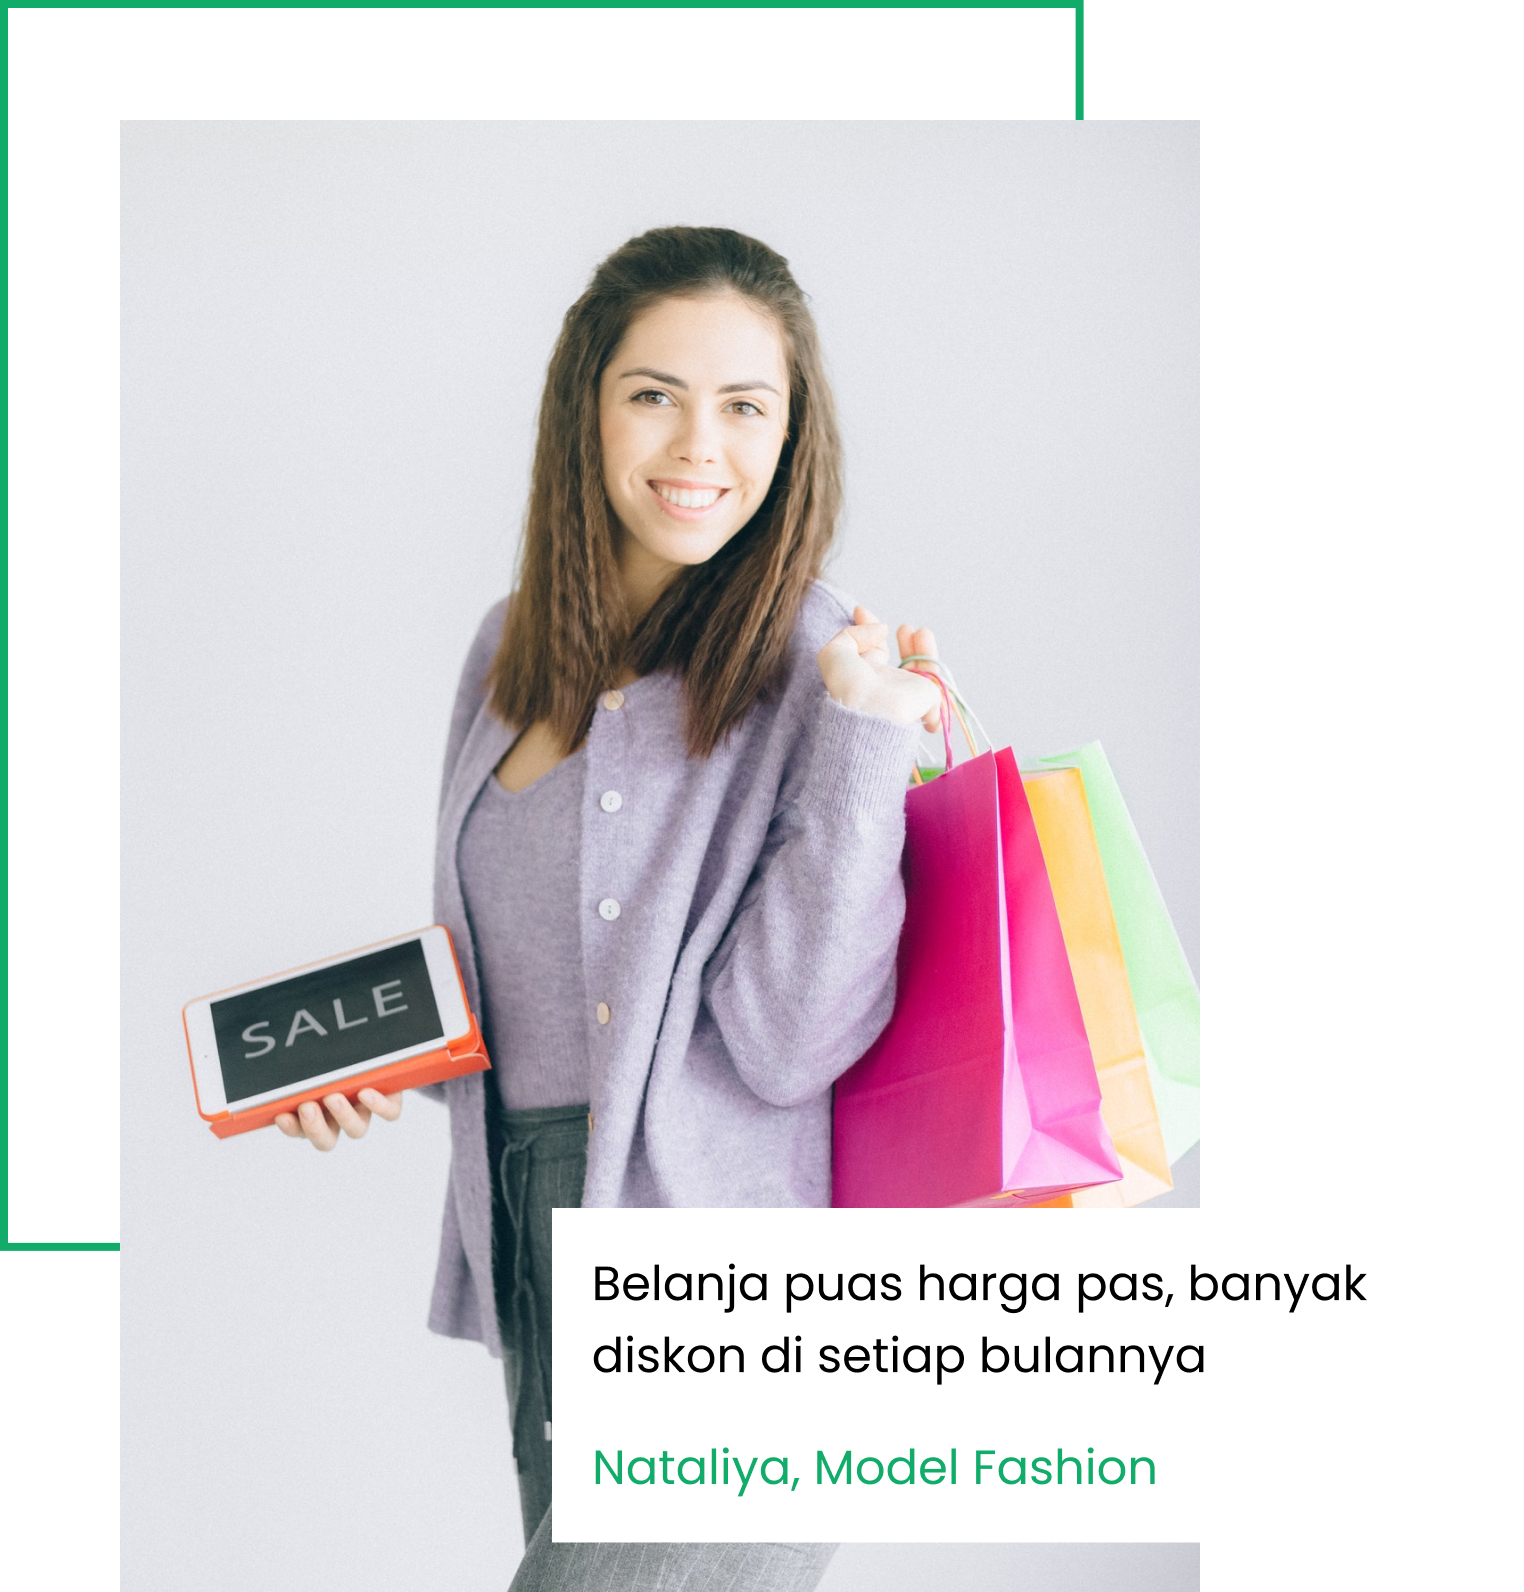 SALE
Belanja puas harga pas, banyak
diskon di setiap bulannya
Nataliya, Model Fashion